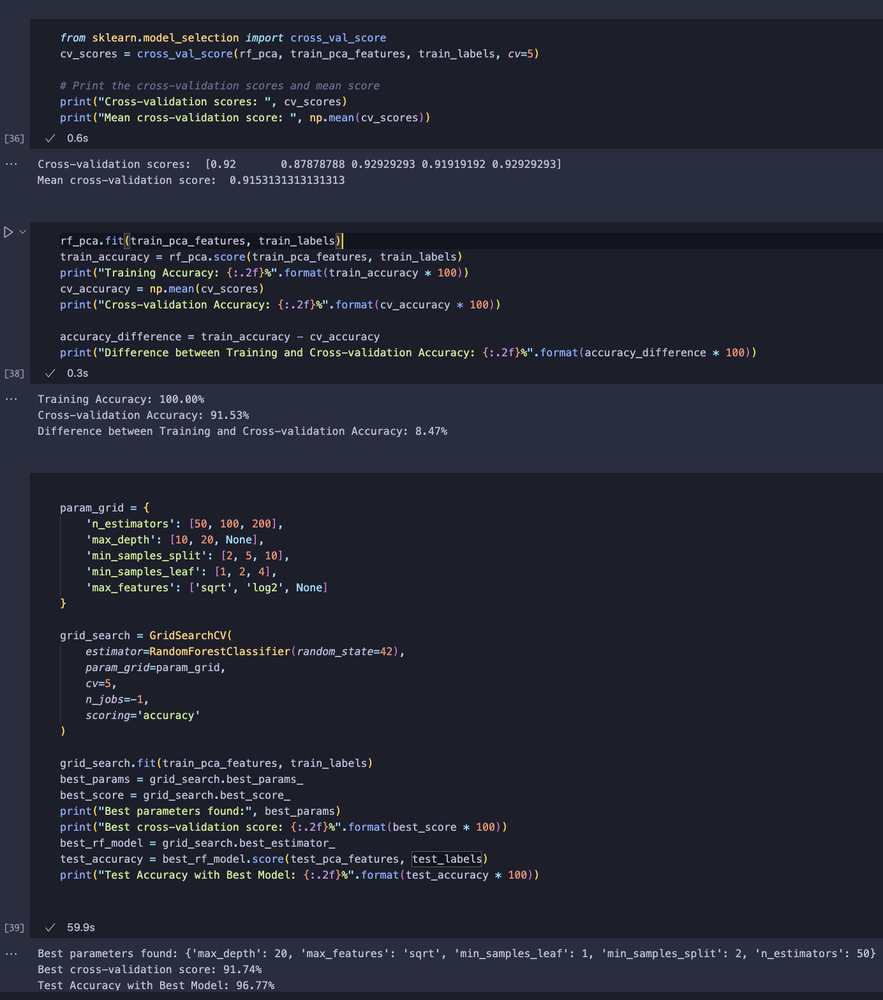 from sklearn.model_selection import cross_val_score
cv_scores = cross_val_score(rf_pca, train_pca_features, train_labels, cv=5)
# Print the cross-validation scores and mean score
print("Cross-validation scores: ", cv_scores)
print("Mean cross-validation score: ", np.mean(cv_scores))
[36] ✓ 0.6s
... Cross-validation scores:  [0.92       0.87878788 0.92929293 0.91919192 0.92929293]
Mean cross-validation score:  0.9153131313131313
rf_pca.fit(train_pca_features, train_labels)
train_accuracy = rf_pca.score(train_pca_features, train_labels)
print("Training Accuracy: {:.2f}%".format(train_accuracy * 100))
cv_accuracy = np.mean(cv_scores)
print("Cross-validation Accuracy: {:.2f}%".format(cv_accuracy * 100))
accuracy_difference = train_accuracy - cv_accuracy
print("Difference between Training and Cross-validation Accuracy: {:.2f}%".format(accuracy_difference * 100))
[38] ✓ 0.3s
... Training Accuracy: 100.00%
Cross-validation Accuracy: 91.53%
Difference between Training and Cross-validation Accuracy: 8.47%
param_grid = {
    'n_estimators': [50, 100, 200],
    'max_depth': [10, 20, None],
    'min_samples_split': [2, 5, 10],
    'min_samples_leaf': [1, 2, 4],
    'max_features': ['sqrt', 'log2', None]
}
grid_search = GridSearchCV(
    estimator=RandomForestClassifier(random_state=42),
    param_grid=param_grid,
    cv=5,
    n_jobs=-1,
    scoring='accuracy'
)
grid_search.fit(train_pca_features, train_labels)
best_params = grid_search.best_params_
best_score = grid_search.best_score_
print("Best parameters found:", best_params)
print("Best cross-validation score: {:.2f}%".format(best_score * 100))
best_rf_model = grid_search.best_estimator_
test_accuracy = best_rf_model.score(test_pca_features, test_labels)
print("Test Accuracy with Best Model: {:.2f}%".format(test_accuracy * 100))
[39] ✓ 59.9s
... Best parameters found: {'max_depth': 20, 'max_features': 'sqrt', 'min_samples_leaf': 1, 'min_samples_split': 2, 'n_estimators': 50}
Best cross-validation score: 91.74%
Test Accuracy with Best Model: 96.77%